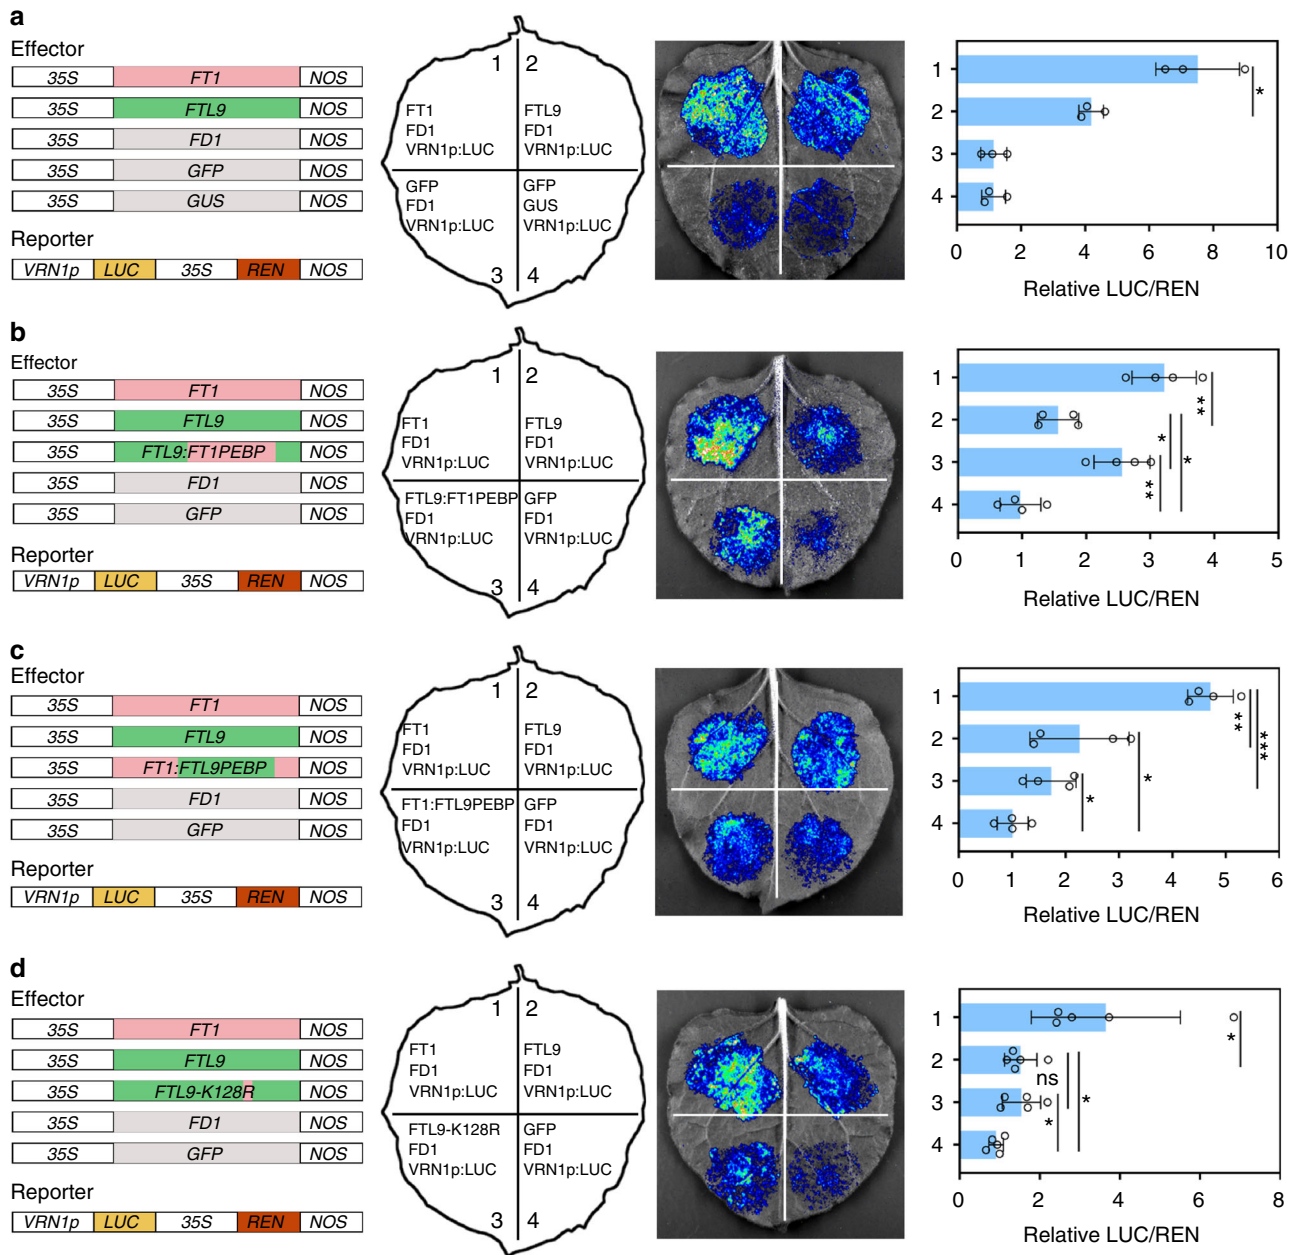 a
Effector
35S FT1 NOS
35S FTL9 NOS
35S FD1 NOS
35S GFP NOS
35S GUS NOS
Reporter
VRN1p LUC 35S REN NOS
1 2
FT1
FD1
VRN1p:LUC
FTL9
FD1
VRN1p:LUC
GFP
FD1
VRN1p:LUC
GFP
GUS
VRN1p:LUC
3 4
1
2
3
4
*
0 2 4 6 8 10
Relative LUC/REN
b
Effector
35S FT1 NOS
35S FTL9 NOS
35S FTL9:FT1PEBP NOS
35S FD1 NOS
35S GFP NOS
Reporter
VRN1p LUC 35S REN NOS
1 2
FT1
FD1
VRN1p:LUC
FTL9
FD1
VRN1p:LUC
FTL9:FT1PEBP
FD1
VRN1p:LUC
GFP
FD1
VRN1p:LUC
3 4
1
2
3
4
**
*
*
**
0 1 2 3 4 5
Relative LUC/REN
c
Effector
35S FT1 NOS
35S FTL9 NOS
35S FT1:FTL9PEBP NOS
35S FD1 NOS
35S GFP NOS
Reporter
VRN1p LUC 35S REN NOS
1 2
FT1
FD1
VRN1p:LUC
FTL9
FD1
VRN1p:LUC
FT1:FTL9PEBP
FD1
VRN1p:LUC
GFP
FD1
VRN1p:LUC
3 4
1
2
3
4
**
***
*
*
0 1 2 3 4 5 6
Relative LUC/REN
d
Effector
35S FT1 NOS
35S FTL9 NOS
35S FTL9-K128R NOS
35S FD1 NOS
35S GFP NOS
Reporter
VRN1p LUC 35S REN NOS
1 2
FT1
FD1
VRN1p:LUC
FTL9
FD1
VRN1p:LUC
FTL9-K128R
FD1
VRN1p:LUC
GFP
FD1
VRN1p:LUC
3 4
1
2
3
4
*
ns
*
*
0 2 4 6 8
Relative LUC/REN